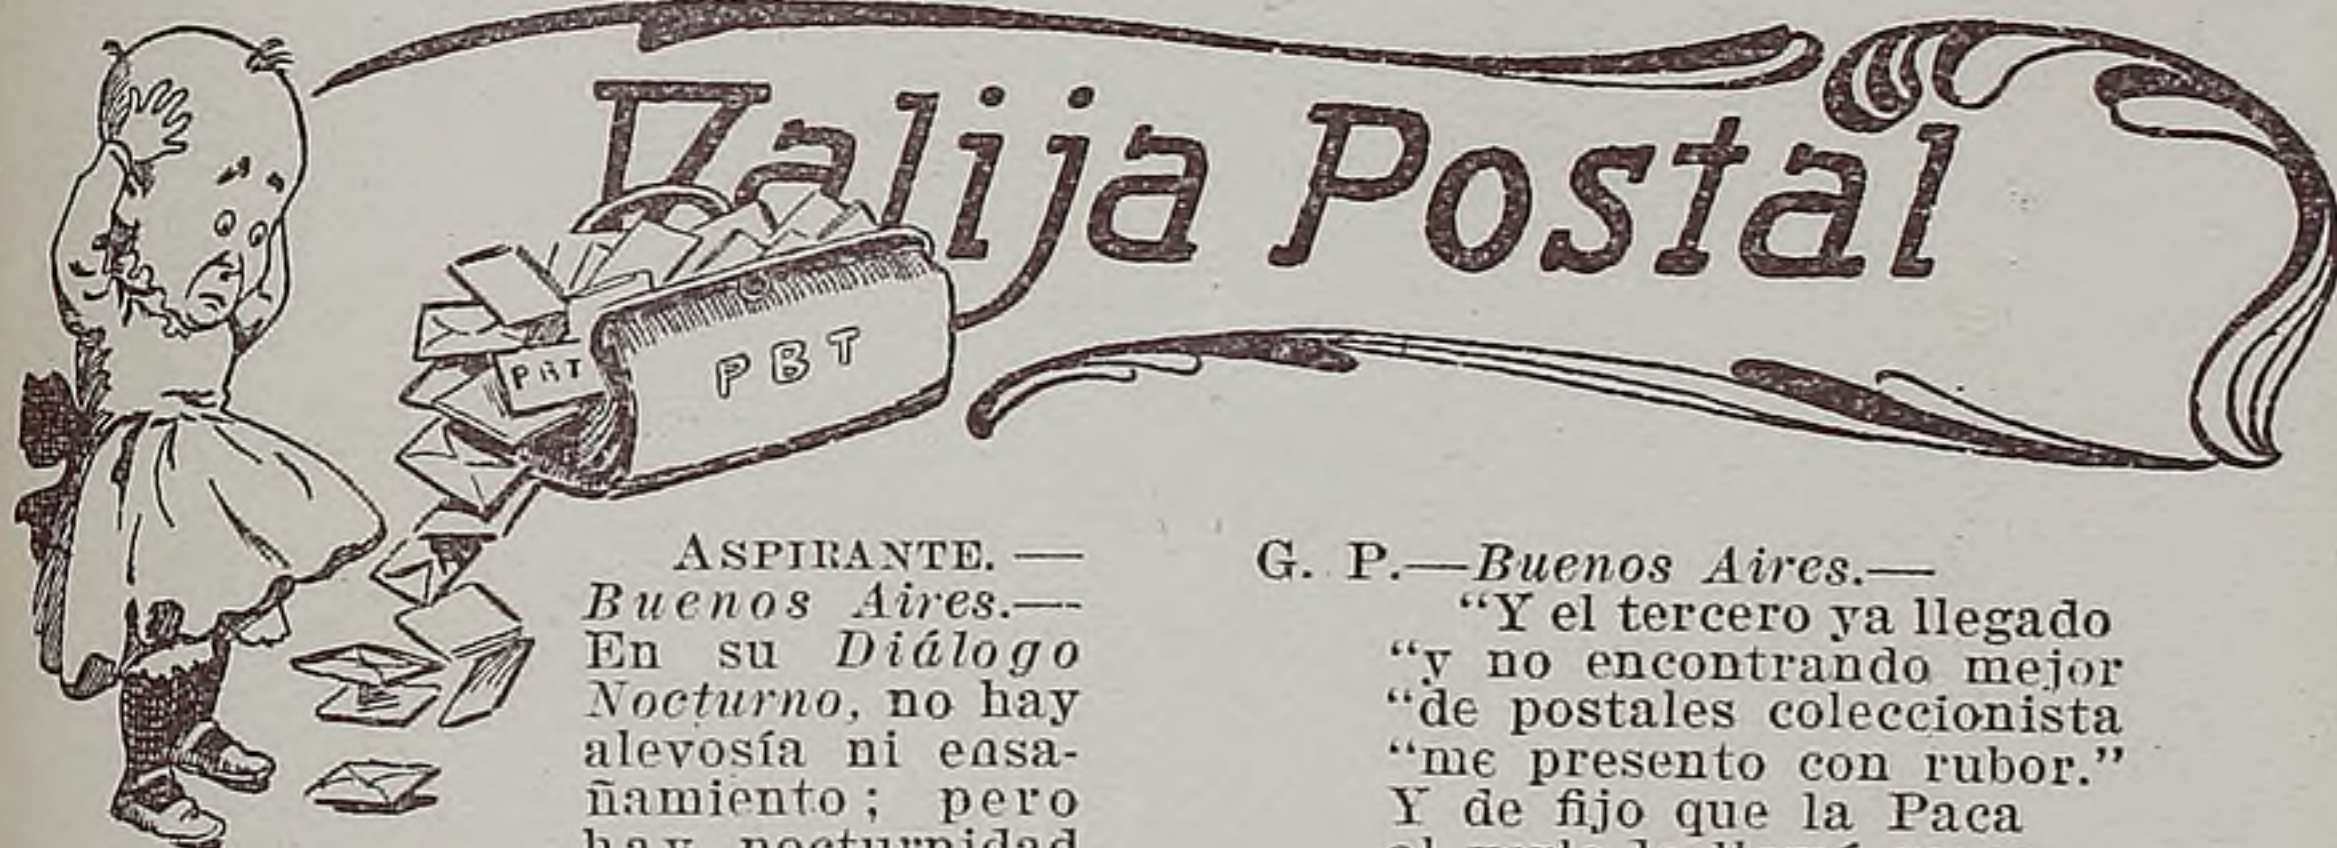 Valija Postal
PBT
PBT
ASPIRANTE. —
Buenos Aires.—
En su Diálogo
Nocturno, no hay
alevosía ni ensa-
ñamiento; pero
hay nocturnidad
G. P.—Buenos Aires.—
“Y el tercero ya llegado
“y no encontrando mejor
“de postales coleccionista
“me presento con rubor.”
Y de fijo que la Paca